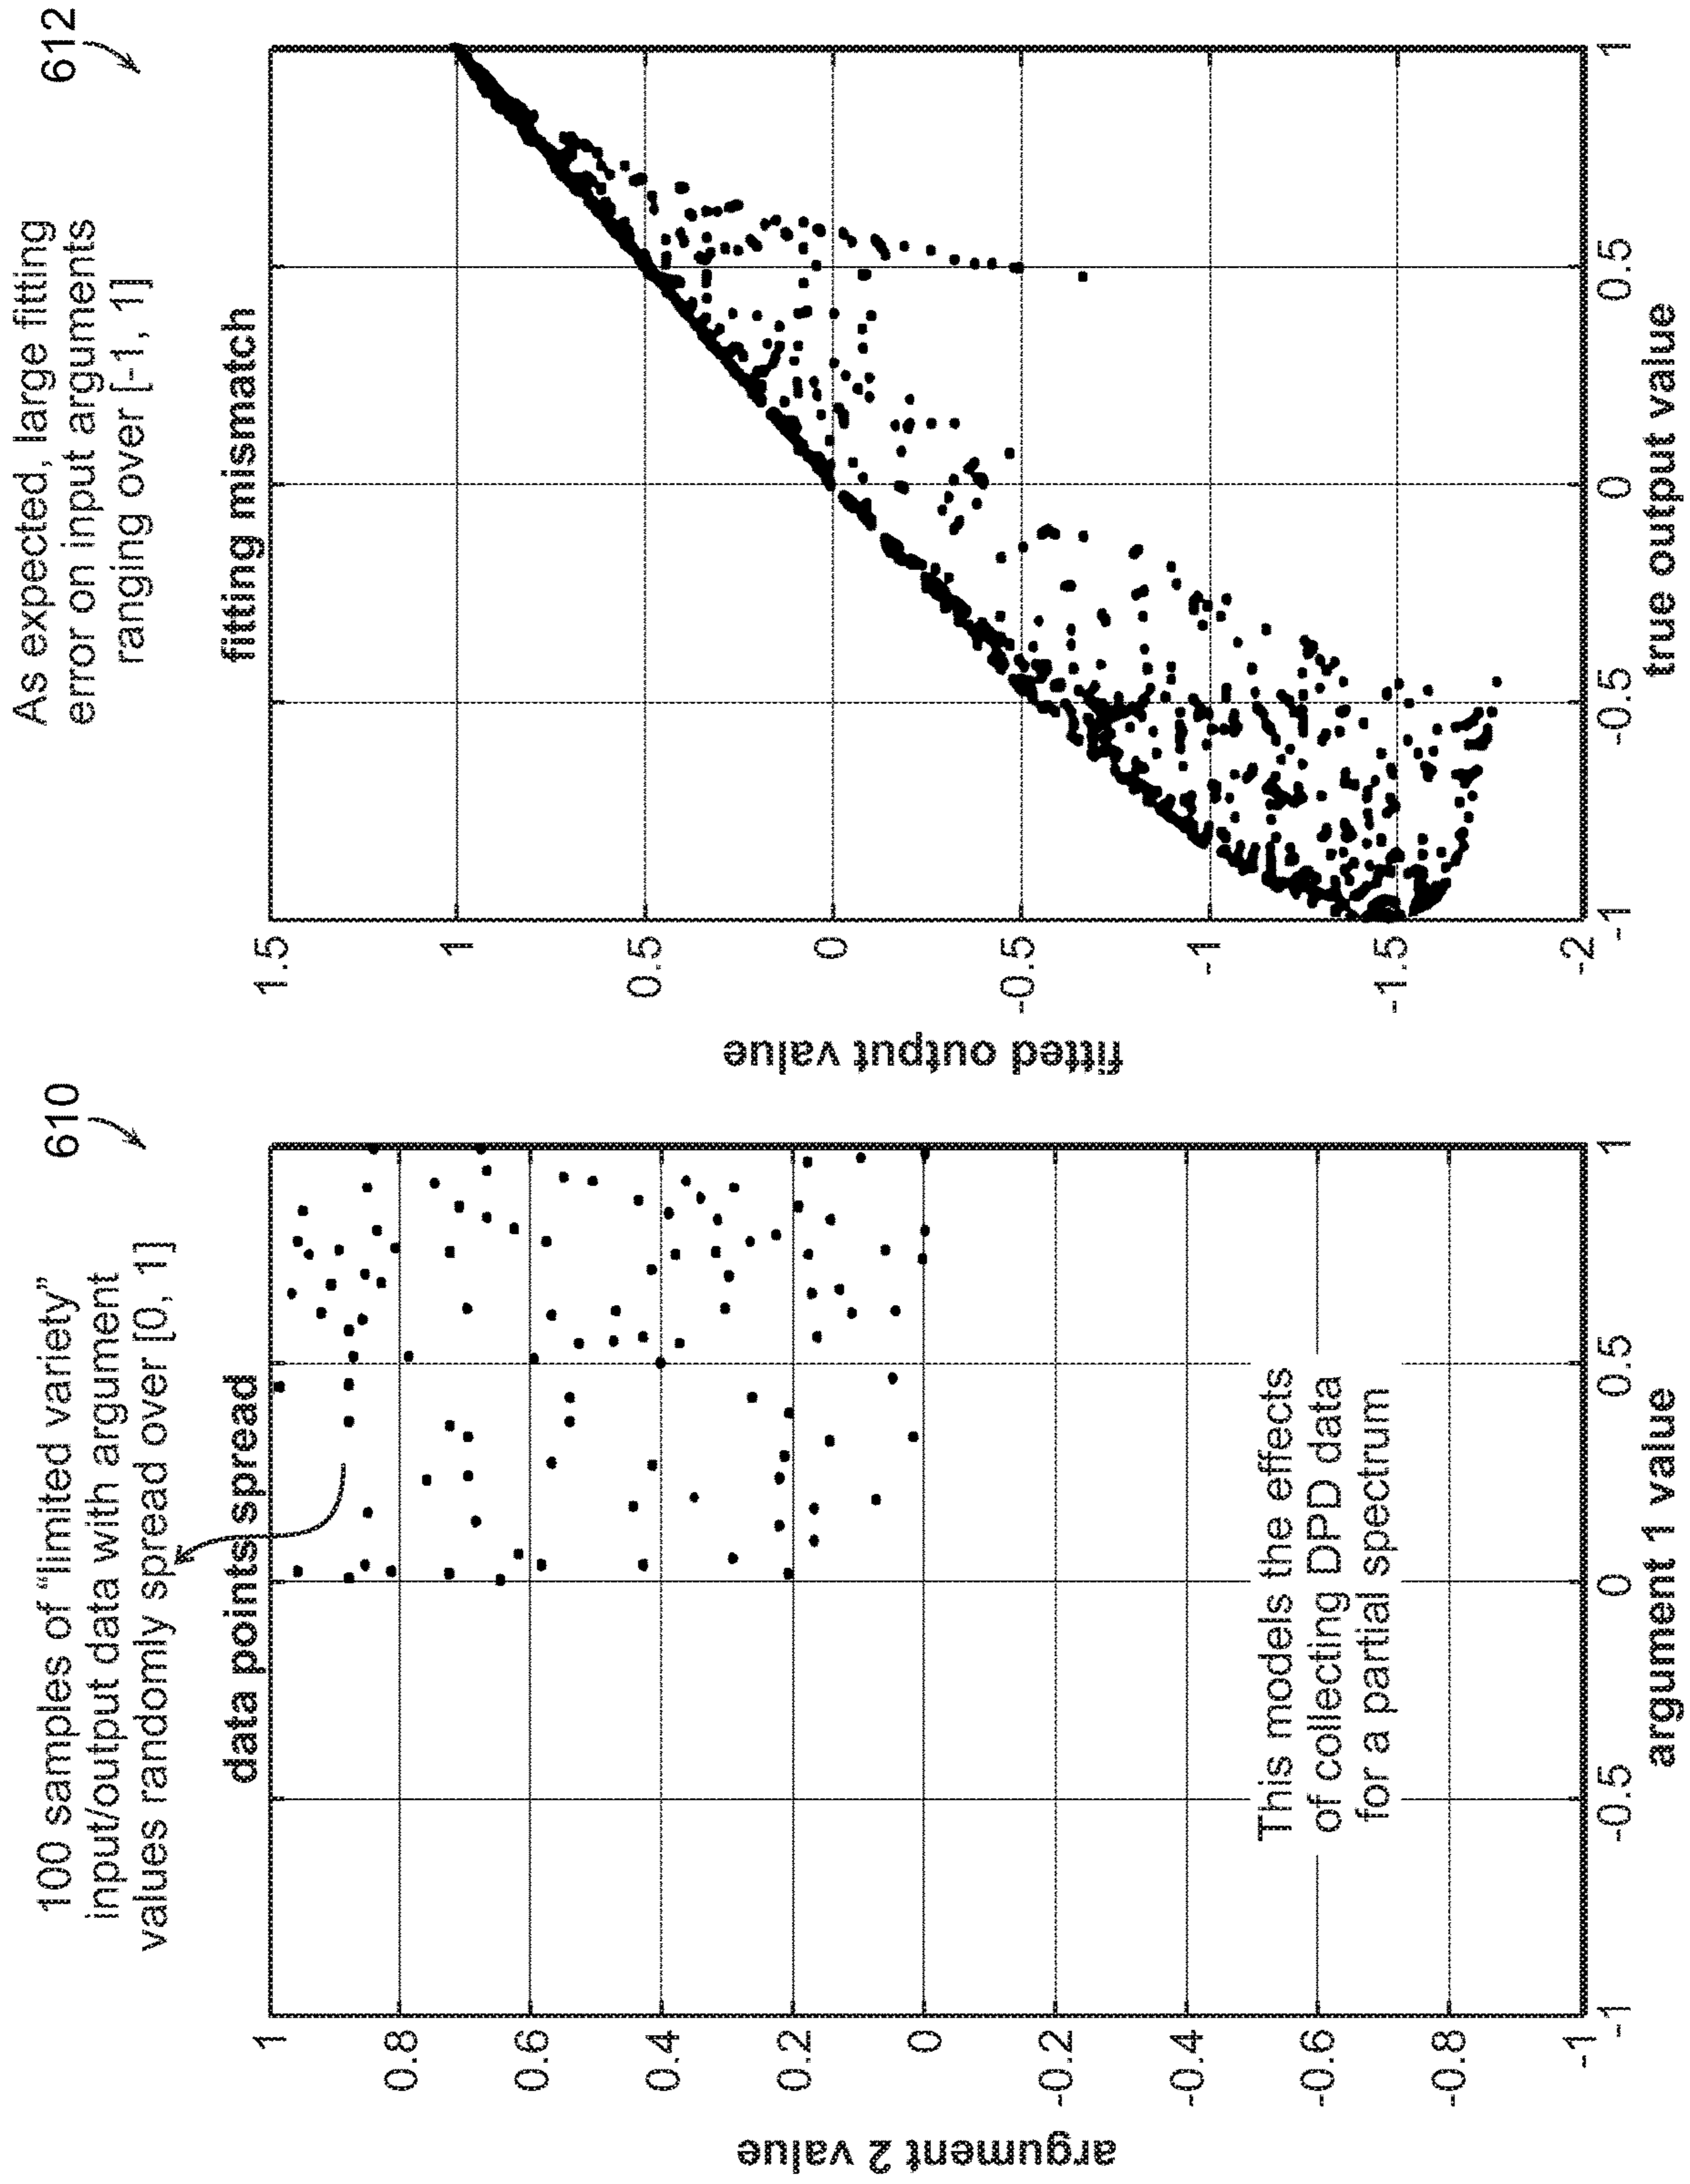 100 samples of “limited variety”
input/output data with argument
values randomly spread over [0, 1]
610
data points spread
argument 2 value
1
0.8
0.6
0.4
0.2
0
-0.2
-0.4
-0.6
-0.8
-1
This models the effects
of collecting DPD data
for a partial spectrum
-1
-0.5
0
0.5
1
argument 1 value
As expected, large fitting
error on input arguments
ranging over [-1, 1]
612
fitting mismatch
fitted output value
1.5
1
0.5
0
-0.5
-1
-1.5
-2
-1
-0.5
0
0.5
1
true output value